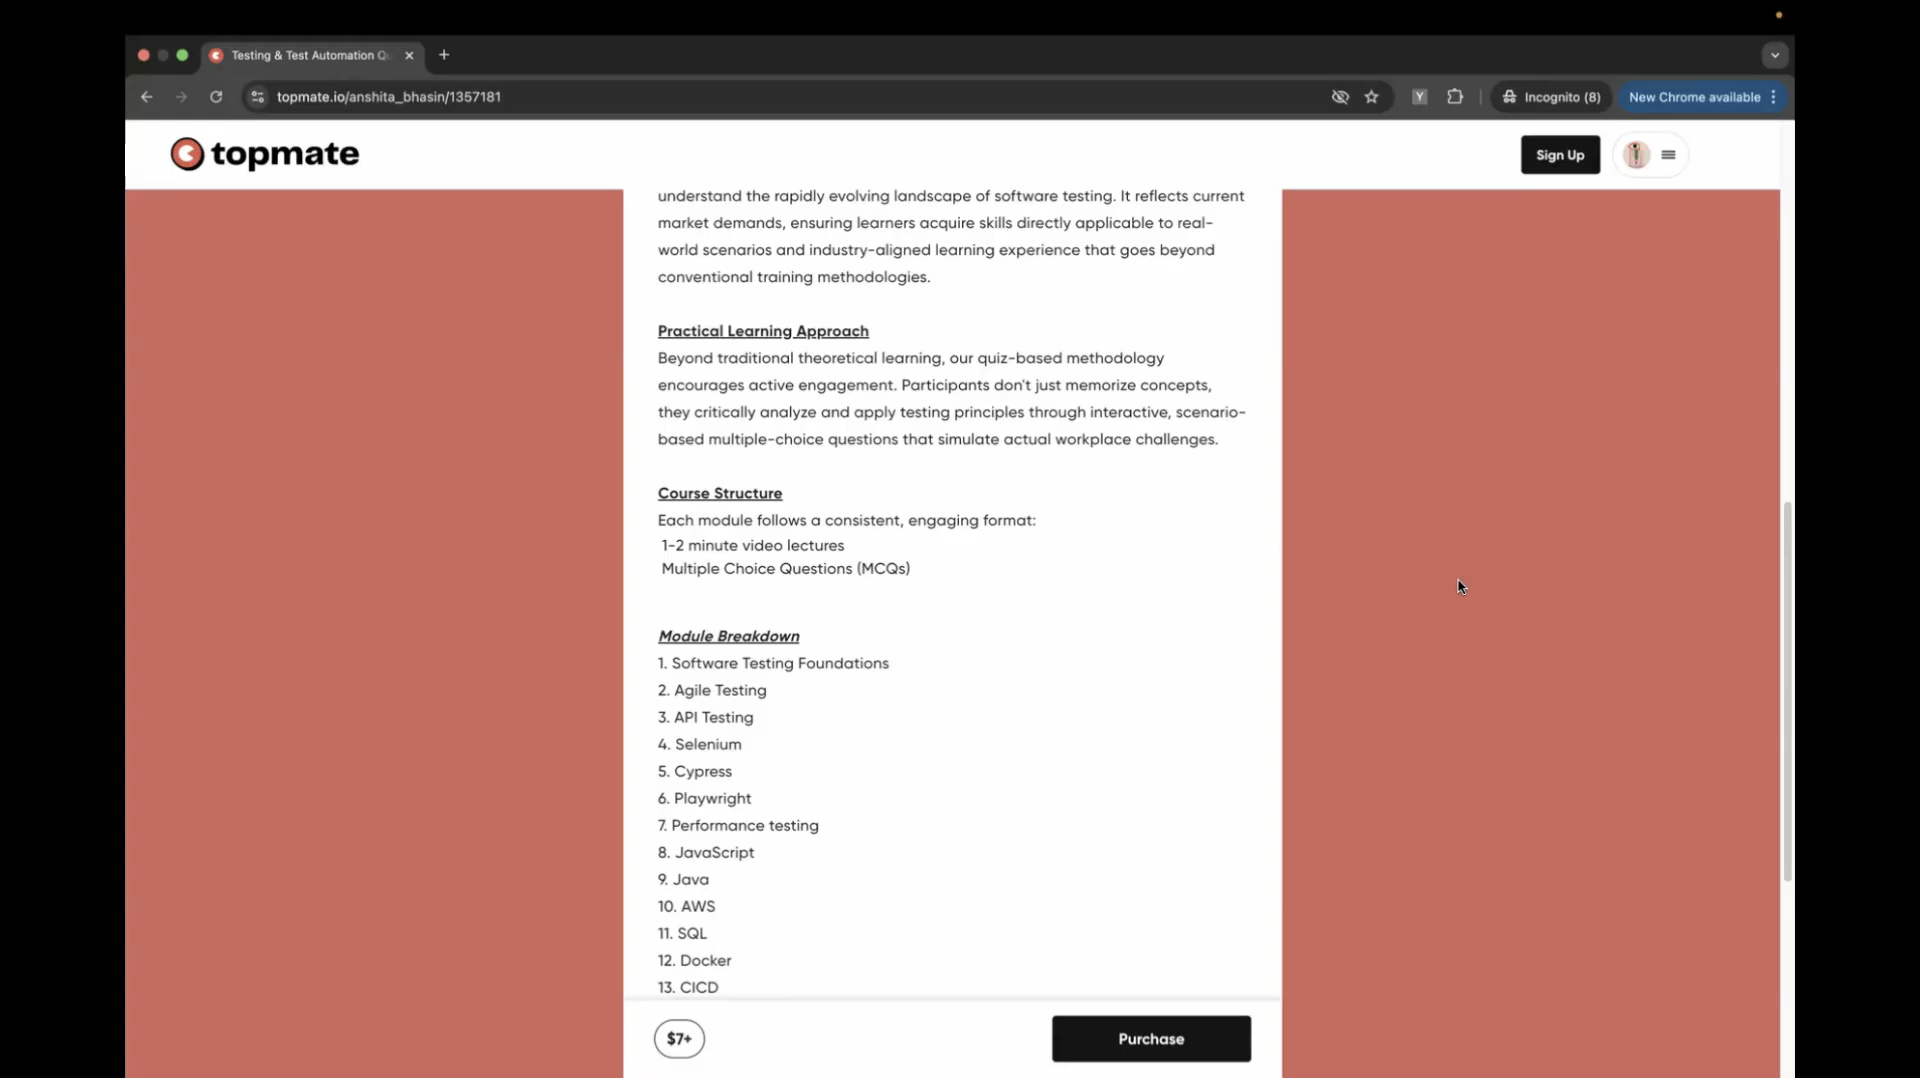 Testing & Test Automation Q
topmate.io/anshita_bhasin/1357181
Y
Incognito (8)
New Chrome available
topmate
Sign Up
understand the rapidly evolving landscape of software testing. It reflects current
market demands, ensuring learners acquire skills directly applicable to real-
world scenarios and industry-aligned learning experience that goes beyond
conventional training methodologies.
Practical Learning Approach
Beyond traditional theoretical learning, our quiz-based methodology
encourages active engagement. Participants don't just memorize concepts,
they critically analyze and apply testing principles through interactive, scenario-
based multiple-choice questions that simulate actual workplace challenges.
Course Structure
Each module follows a consistent, engaging format:
1-2 minute video lectures
Multiple Choice Questions (MCQs)
Module Breakdown
1. Software Testing Foundations
2. Agile Testing
3. API Testing
4. Selenium
5. Cypress
6. Playwright
7. Performance testing
8. JavaScript
9. Java
10. AWS
11. SQL
12. Docker
13. CICD
$7+
Purchase